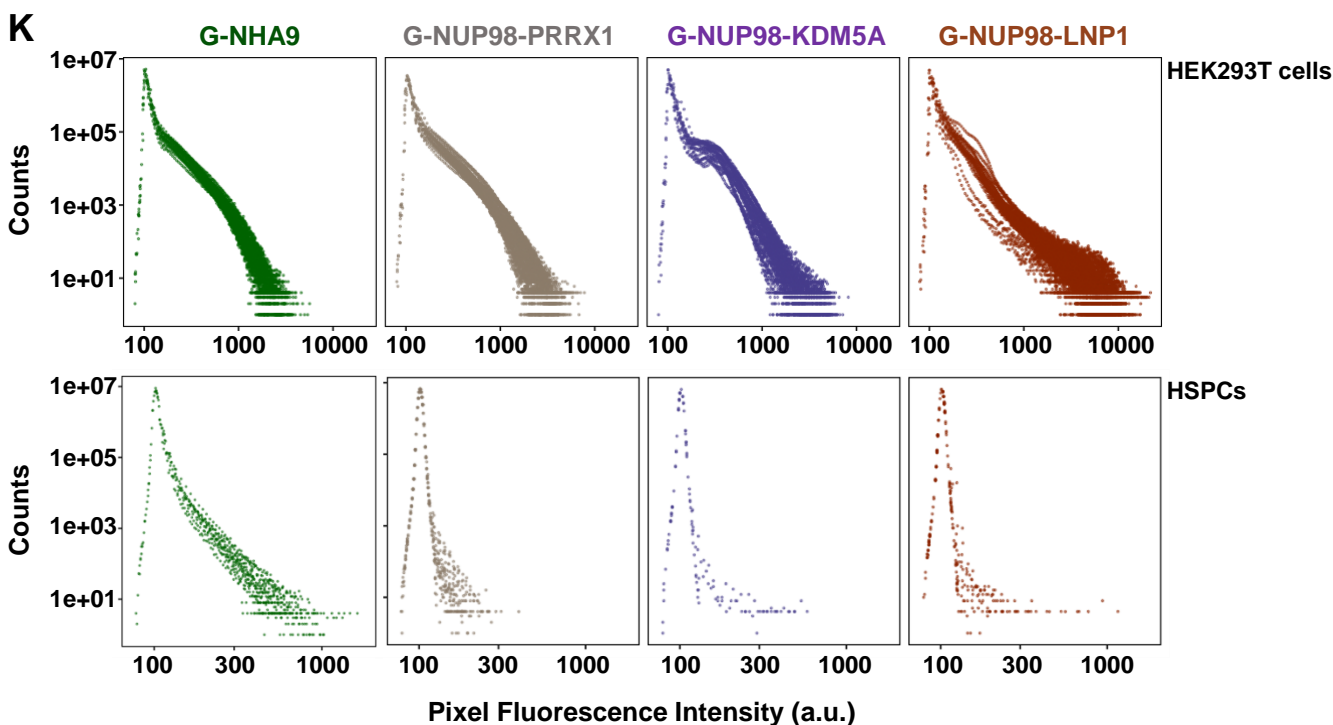 K
G-NHA9 G-NUP98-PRRX1 G-NUP98-KDM5A G-NUP98-LNP1
HEK293T cells
Counts
1e+07
1e+05
1e+03
1e+01
100 1000 10000 100 1000 10000 100 1000 10000 100 1000 10000
HSPCs
Counts
1e+07
1e+05
1e+03
1e+01
100 300 1000 100 300 1000 100 300 1000 100 300 1000
Pixel Fluorescence Intensity (a.u.)